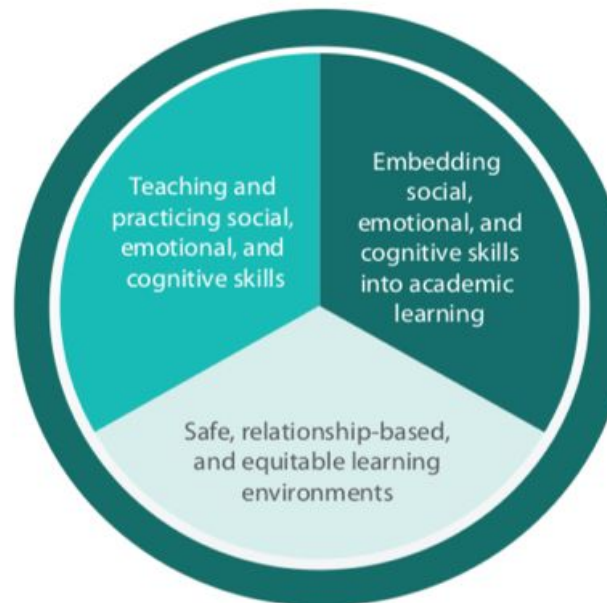 Teaching and
practicing social,
emotional, and
cognitive skills
Embedding
social,
emotional, and
cognitive skills
into academic
learning
Safe, relationship-based,
and equitable learning
environments